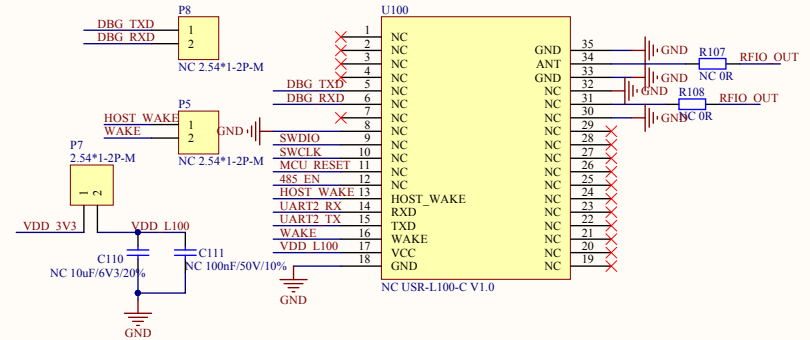 P8
DBG_TXD
1
DBG_RXD
2
NC 2.54*1-2P-M
P5
HOST_WAKE
1
WAKE
2
NC 2.54*1-2P-M
P7
2.54*1-2P-M
1
2
VDD_3V3
VDD_L100
C110
NC 10uF/6V3/20%
C111
NC 100nF/50V/10%
GND
U100
1 NC
2 NC
3 NC
4 NC
DBG_TXD 5 NC
DBG_RXD 6 NC
7 NC
GND 8 NC
SWDIO 9 NC
SWCLK 10 NC
MCU_RESET 11 NC
485_EN 12 NC
HOST_WAKE 13 HOST_WAKE
UART2_RX 14 RXD
UART2_TX 15 TXD
WAKE 16 WAKE
VDD_L100 17 VCC
18 GND
GND
GND 35 GND
ANT 34
GND 33 GND
NC 32 GND
NC 31
NC 30 GND
NC 29
NC 28
NC 27
NC 26
NC 25
NC 24
NC 23
NC 22
NC 21
NC 20
NC 19
NC USR-L100-C V1.0
R107
RFIO_OUT
NC 0R
R108
RFIO_OUT
NC 0R